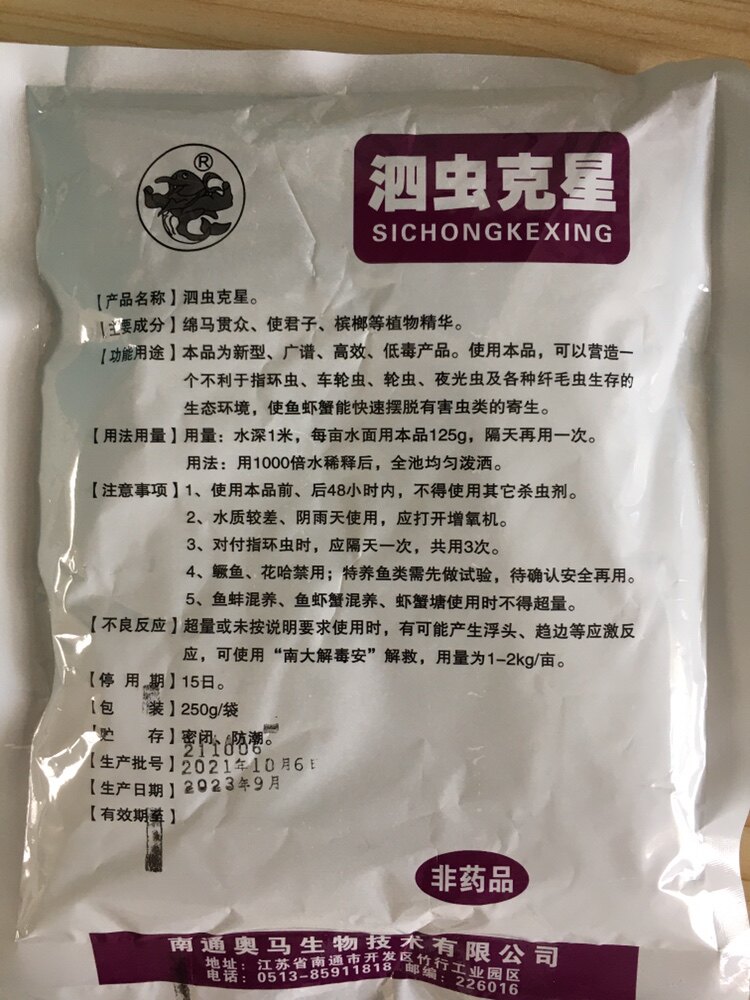 ®
泗虫克星
SICHONGKEXING
【产品名称】泗虫克星。
【主要成分】绵马贯众、使君子、槟榔等植物精华。
【功能用途】本品为新型、广谱、高效、低毒产品。使用本品，可以营造一
个不利于指环虫、车轮虫、轮虫、夜光虫及各种纤毛虫生存的
生态环境，使鱼虾蟹能快速摆脱有害虫类的寄生。
【用法用量】用量：水深1米，每亩水面用本品125g，隔天再用一次。
用法：用1000倍水稀释后，全池均匀泼洒。
【注意事项】1、使用本品前、后48小时内，不得使用其它杀虫剂。
2、水质较差、阴雨天使用，应打开增氧机。
3、对付指环虫时，应隔天一次，共用3次。
4、鳜鱼、花哈禁用；特养鱼类需先做试验，待确认安全再用。
5、鱼蚌混养、鱼虾蟹混养、虾蟹塘使用时不得超量。
【不良反应】超量或未按说明要求使用时，有可能产生浮头、趋边等应激反
应，可使用“南大解毒安”解救，用量为1-2kg/亩。
【停用期】15日。
【包装】250g/袋
【贮存】密闭、防潮。
211006
【生产批号】2021年10月6日
【生产日期】2023年9月
【有效期至】
非药品
南通奥马生物技术有限公司
地址：江苏省南通市开发区竹行工业园区
电话：0513-85911818 邮编：226016